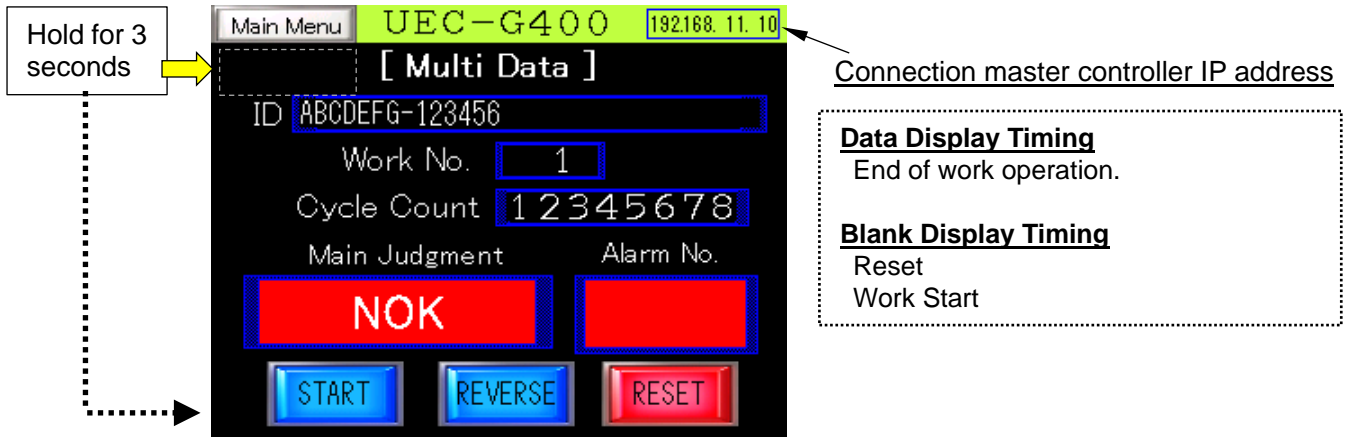 Hold for 3
seconds
Main Menu UEC-G400 192.168. 11. 10
[ Multi Data ]
Connection master controller IP address
ID ABCDEFG-123456
Work No. 1
Cycle Count 12345678
Main Judgment Alarm No.
NOK
START REVERSE RESET
Data Display Timing
End of work operation.
Blank Display Timing
Reset
Work Start